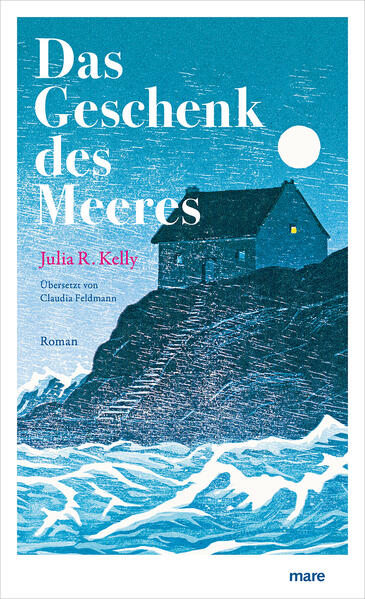 Das
Geschenk
des
Meeres
Julia R. Kelly
Übersetzt von
Claudia Feldmann
Roman
mare